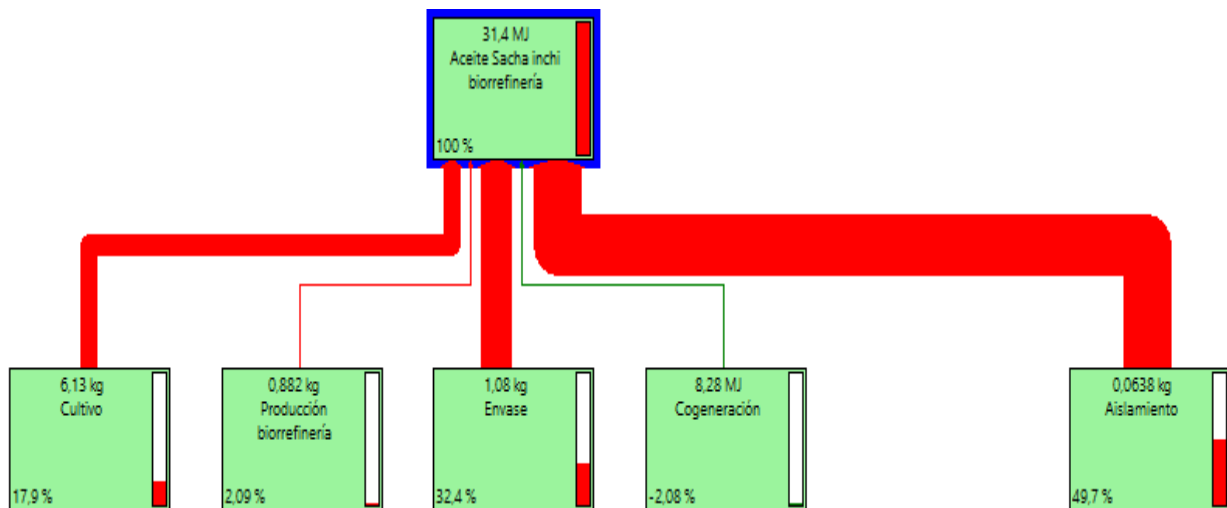 31,4 MJ
Aceite Sacha inchi
biorrefinería
100 %
6,13 kg
Cultivo
17,9 %
0,882 kg
Producción
biorrefinería
2,09 %
1,08 kg
Envase
32,4 %
8,28 MJ
Cogeneración
-2,08 %
0,0638 kg
Aislamiento
49,7 %